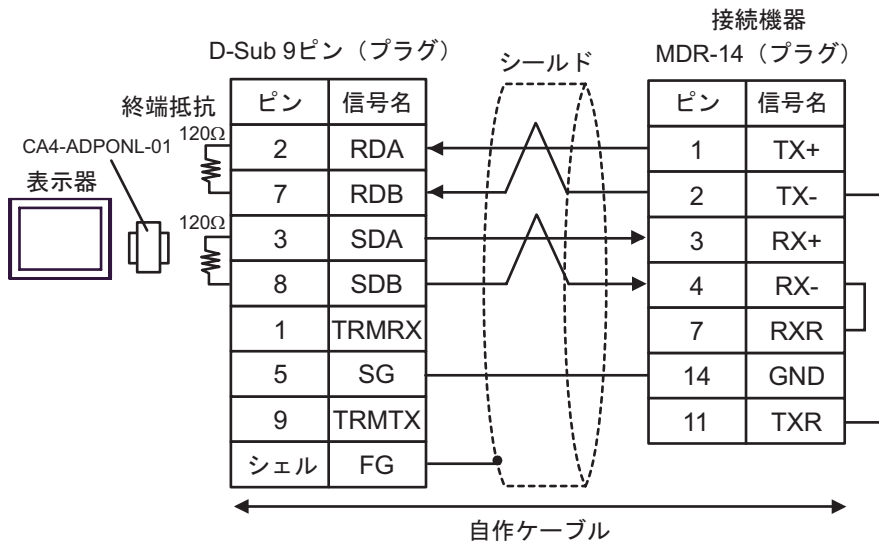 接続機器
D-Sub 9ピン（プラグ）
シールド
MDR-14（プラグ）
終端抵抗
ピン 信号名
ピン 信号名
CA4-ADPONL-01
表示器
120Ω
120Ω
2 RDA
7 RDB
3 SDA
8 SDB
1 TRMRX
5 SG
9 TRMTX
シェル FG
1 TX+
2 TX-
3 RX+
4 RX-
7 RXR
14 GND
11 TXR
自作ケーブル